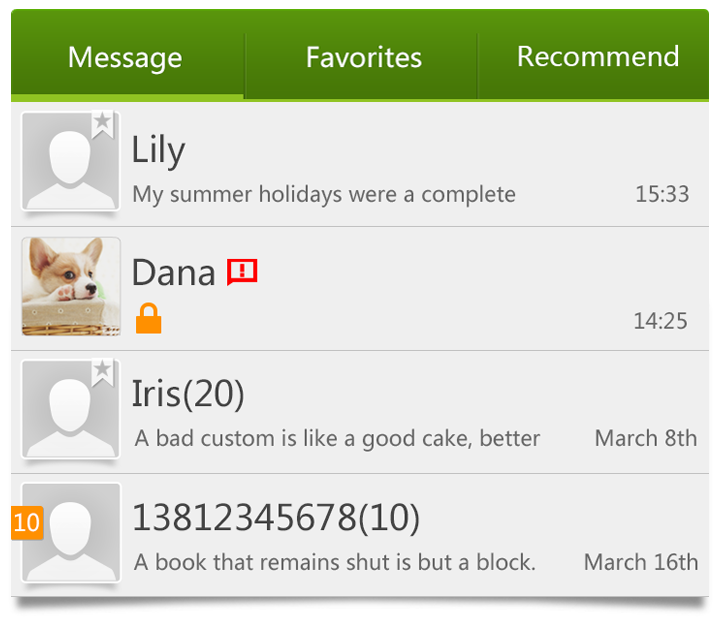 Message Favorites Recommend
Lily
My summer holidays were a complete 15:33
Dana
14:25
Iris(20)
A bad custom is like a good cake, better March 8th
13812345678(10)
10
A book that remains shut is but a block. March 16th